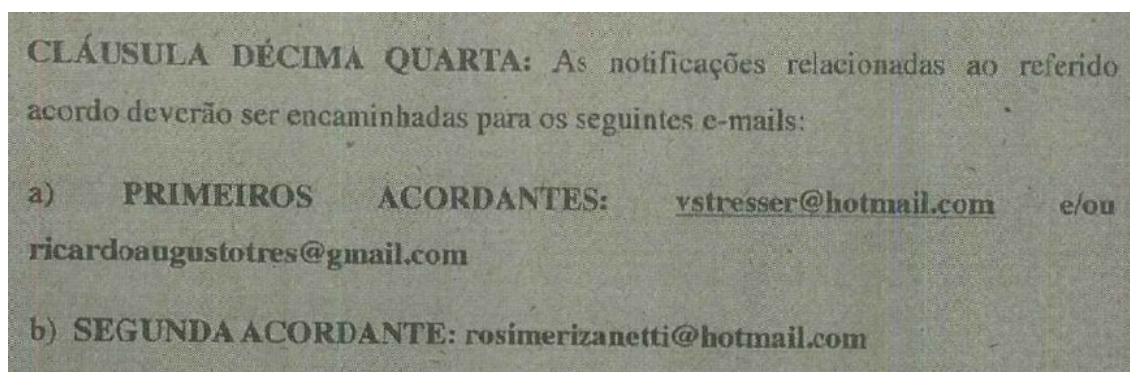 CLÁUSULA DÉCIMA QUARTA: As notificações relacionadas ao referido
acordo deverão ser encaminhadas para os seguintes e-mails:
a) PRIMEIROS ACORDANTES: vstresser@hotmail.com e/ou
ricardoaugustotres@gmail.com
b) SEGUNDA ACORDANTE: rosimerizanetti@hotmail.com